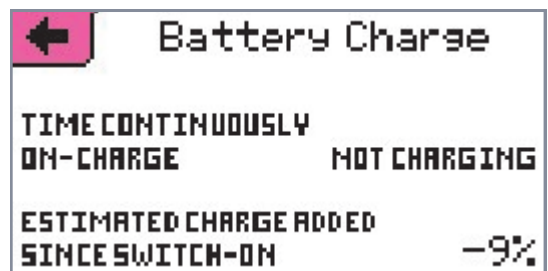 Battery Charge
TIME CONTINUOUSLY
ON-CHARGE NOT CHARGING
ESTIMATED CHARGE ADDED
SINCE SWITCH-ON -9%